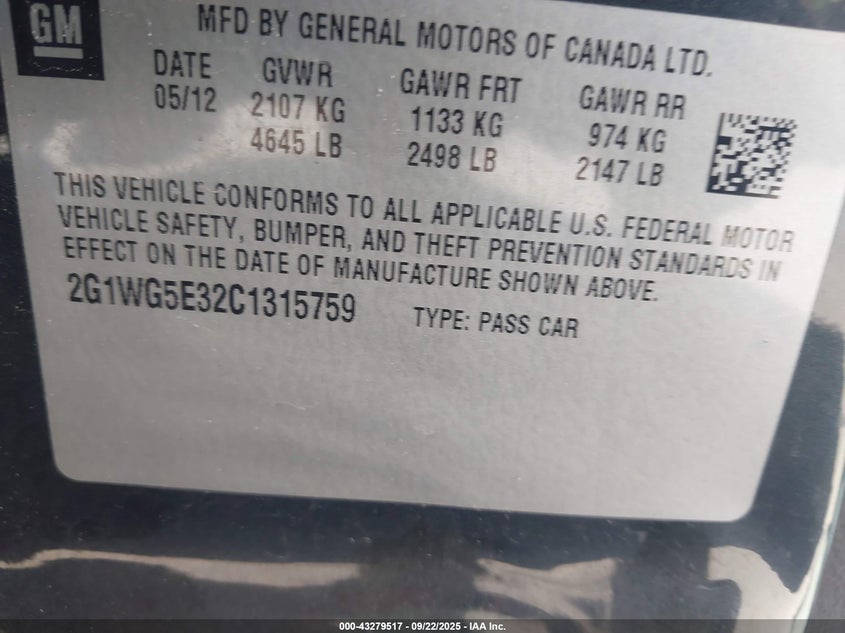 GM
MFD BY GENERAL MOTORS OF CANADA LTD.
DATE GVWR GAWR FRT GAWR RR
05/12 2107 KG 1133 KG 974 KG
4645 LB 2498 LB 2147 LB
THIS VEHICLE CONFORMS TO ALL APPLICABLE U.S. FEDERAL MOTOR
VEHICLE SAFETY, BUMPER, AND THEFT PREVENTION STANDARDS IN
EFFECT ON THE DATE OF MANUFACTURE SHOWN ABOVE.
2G1WG5E32C1315759 TYPE: PASS CAR
000-43279517 - 09/22/2025 - IAA Inc.